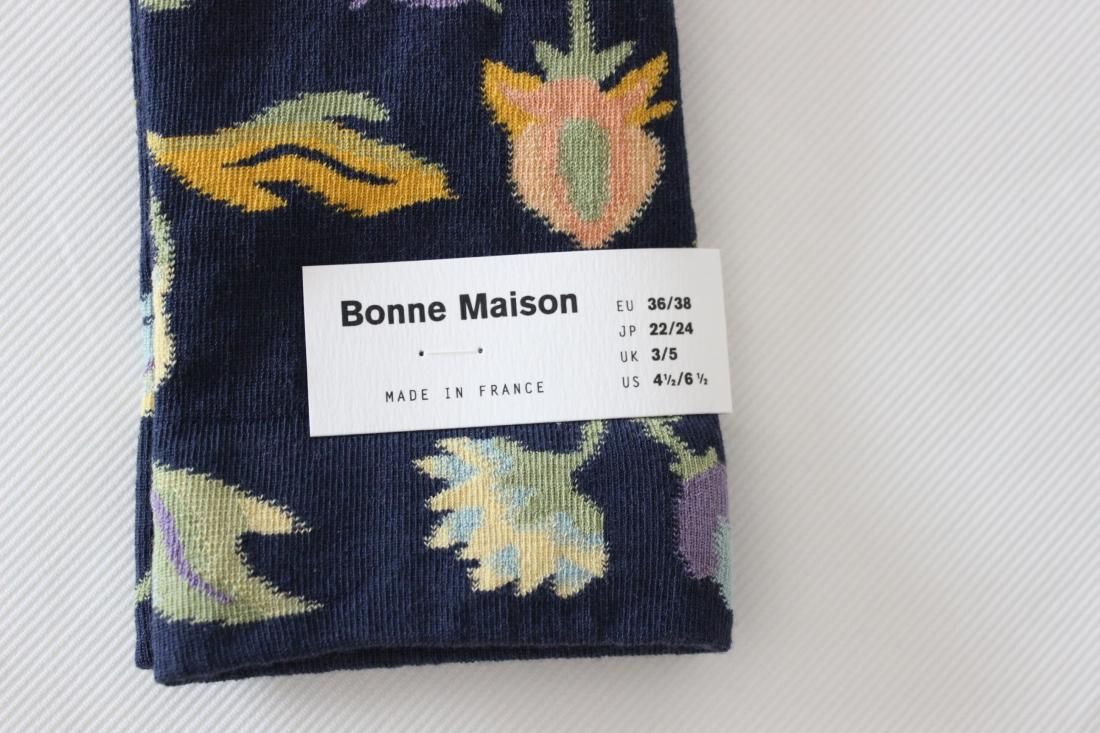 Bonne Maison
MADE IN FRANCE
EU 36/38
JP 22/24
UK 3/5
US 4½/6½